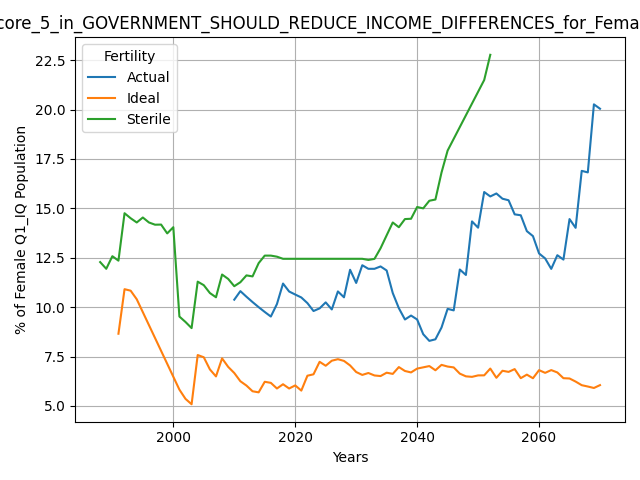 core_5_in_GOVERNMENT_SHOULD_REDUCE_INCOME_DIFFERENCES_for_Fema
Fertility
Actual
Ideal
Sterile
% of Female Q1_IQ Population
22.5
20.0
17.5
15.0
12.5
10.0
7.5
5.0
2000
2020
2040
2060
Years